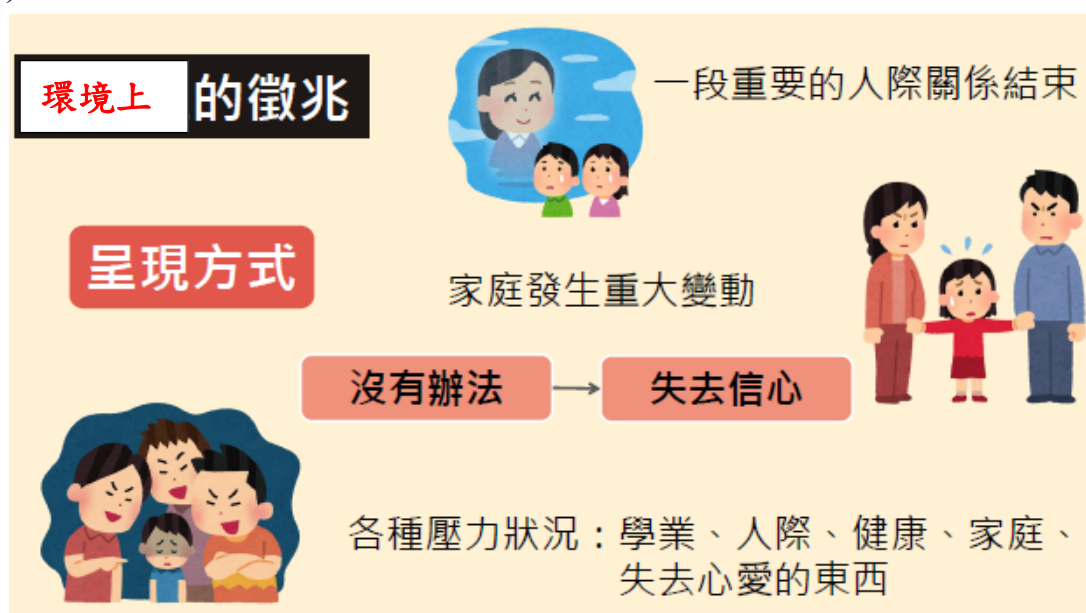 環境上的徵兆
一段重要的人際關係結束
呈現方式
家庭發生重大變動
沒有辦法
失去信心
各種壓力狀況：學業、人際、健康、家庭、
失去心愛的東西